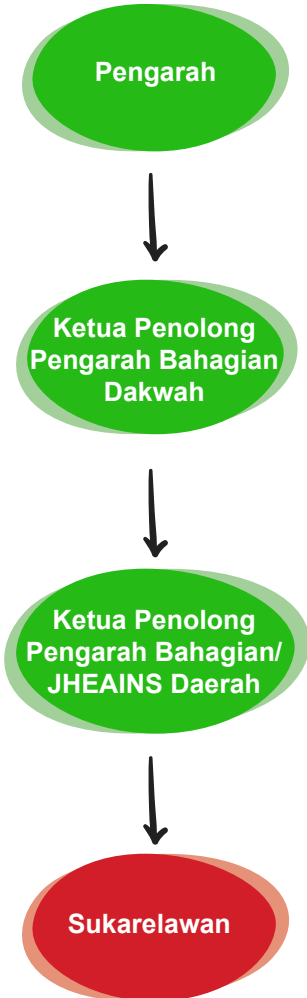 Pengarah
Ketua Penolong
Pengarah Bahagian
Dakwah
Ketua Penolong
Pengarah Bahagian/
JHEAINS Daerah
Sukarelawan